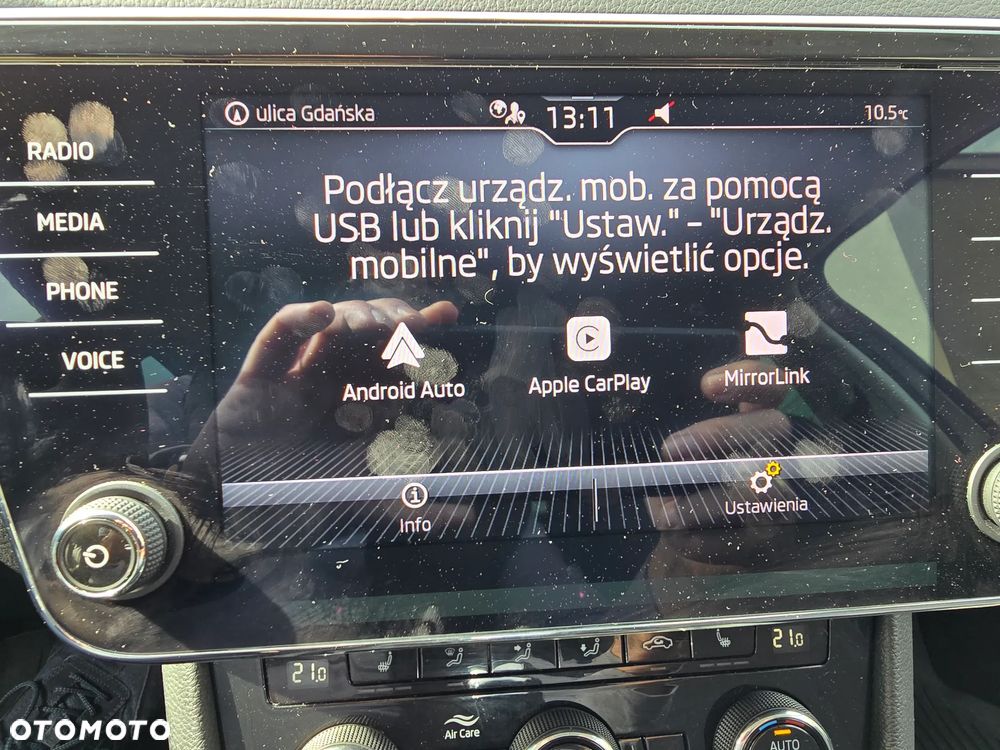 ulica Gdańska
13:11
10.5°C
RADIO
MEDIA
PHONE
VOICE
Podłącz urządz. mob. za pomocą
USB lub kliknij "Ustaw." - "Urządz.
mobilne", by wyświetlić opcje.
Android Auto
Apple CarPlay
MirrorLink
Info
Ustawienia
21.0
21.0
Air Care
AUTO
OTOMOTO